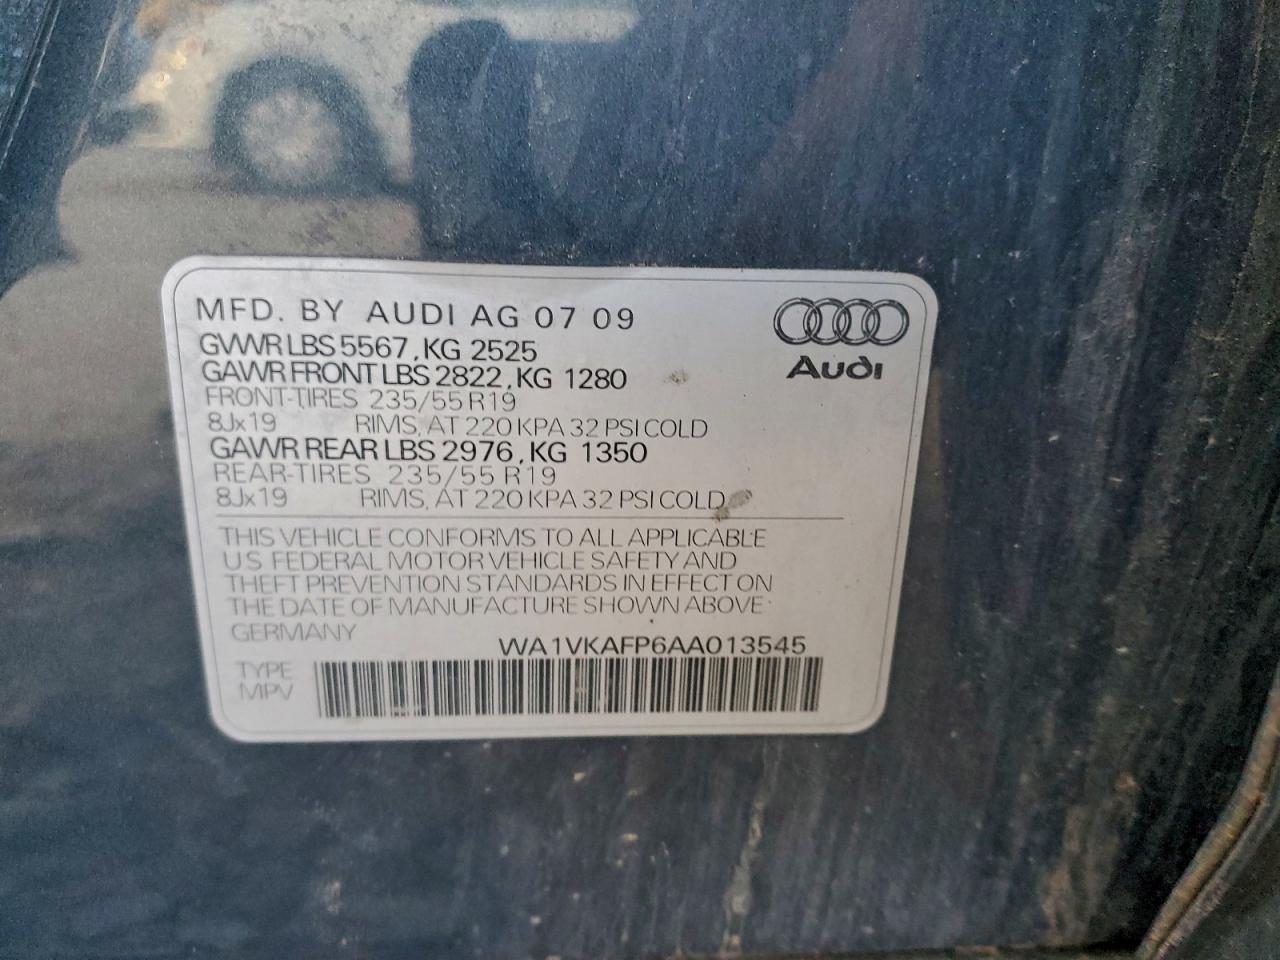 MFD. BY AUDI AG 07 09
GVWR LBS 5567, KG 2525
GAWR FRONT LBS 2822, KG 1280
FRONT-TIRES 235/55 R19
8Jx19 RIMS, AT 220 KPA 32 PSI COLD
GAWR REAR LBS 2976, KG 1350
REAR-TIRES 235/55 R19
8Jx19 RIMS, AT 220 KPA 32 PSI COLD
THIS VEHICLE CONFORMS TO ALL APPLICABLE
US FEDERAL MOTOR VEHICLE SAFETY AND
THEFT PREVENTION STANDARDS IN EFFECT ON
THE DATE OF MANUFACTURE SHOWN ABOVE
GERMANY
WA1VKAFP6AA013545
TYPE
MPV
Audi